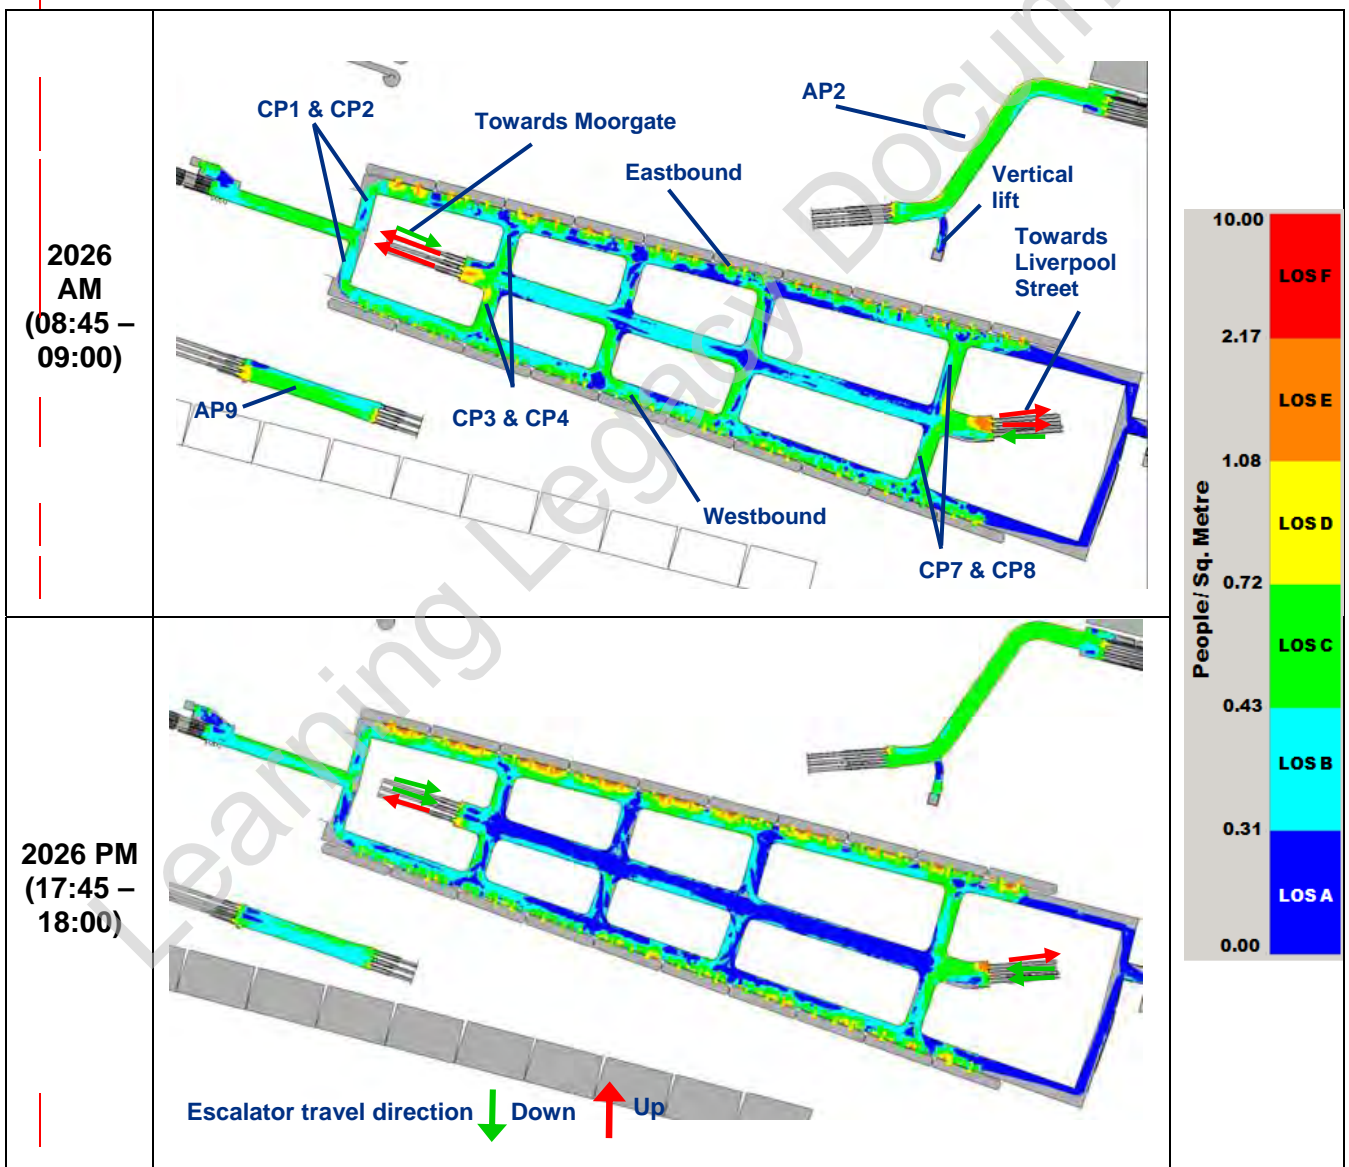 2026
AM
(08:45 –
09:00)
CP1 & CP2
Towards Moorgate
Eastbound
AP2
Vertical
lift
Towards
Liverpool
Street
AP9
CP3 & CP4
Westbound
CP7 & CP8
2026 PM
(17:45 –
18:00)
Escalator travel direction
Down
Up
People/ Sq. Metre
10.00
LOS F
2.17
LOS E
1.08
LOS D
0.72
LOS C
0.43
LOS B
0.31
LOS A
0.00
Learning Legacy Docum